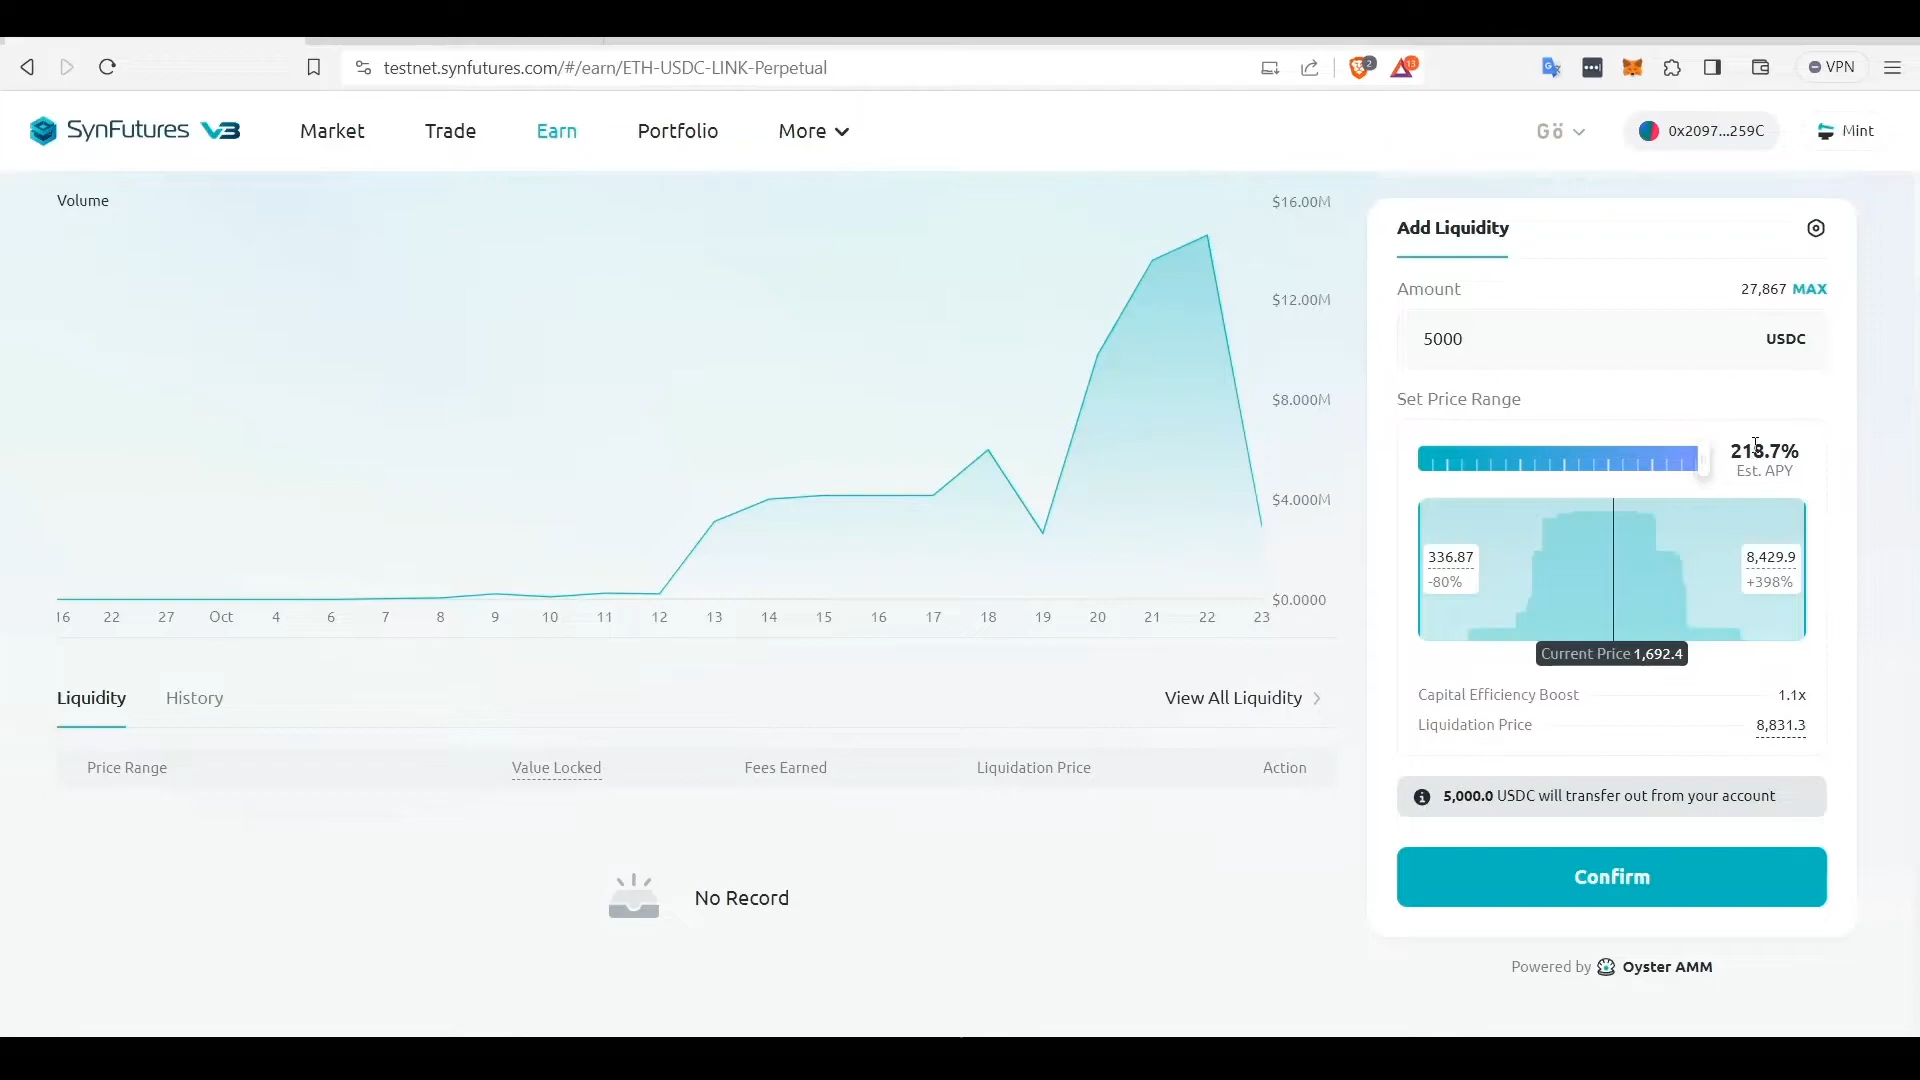 testnet.synfutures.com/#/earn/ETH-USDC-LINK-Perpetual
2
13
VPN
SynFutures V3
Market
Trade
Earn
Portfolio
More
Gö
0x2097...259C
Mint
Volume
$16.00M
$12.00M
$8.000M
$4.000M
$0.0000
16 22 27 Oct 4 6 7 8 9 10 11 12 13 14 15 16 17 18 19 20 21 22 23
Liquidity
History
View All Liquidity
Price Range
Value Locked
Fees Earned
Liquidation Price
Action
No Record
Add Liquidity
Amount
27,867 MAX
5000
USDC
Set Price Range
218.7%
Est. APY
336.87
-80%
8,429.9
+398%
Current Price 1,692.4
Capital Efficiency Boost
1.1x
Liquidation Price
8,831.3
5,000.0 USDC will transfer out from your account
Confirm
Powered by Oyster AMM